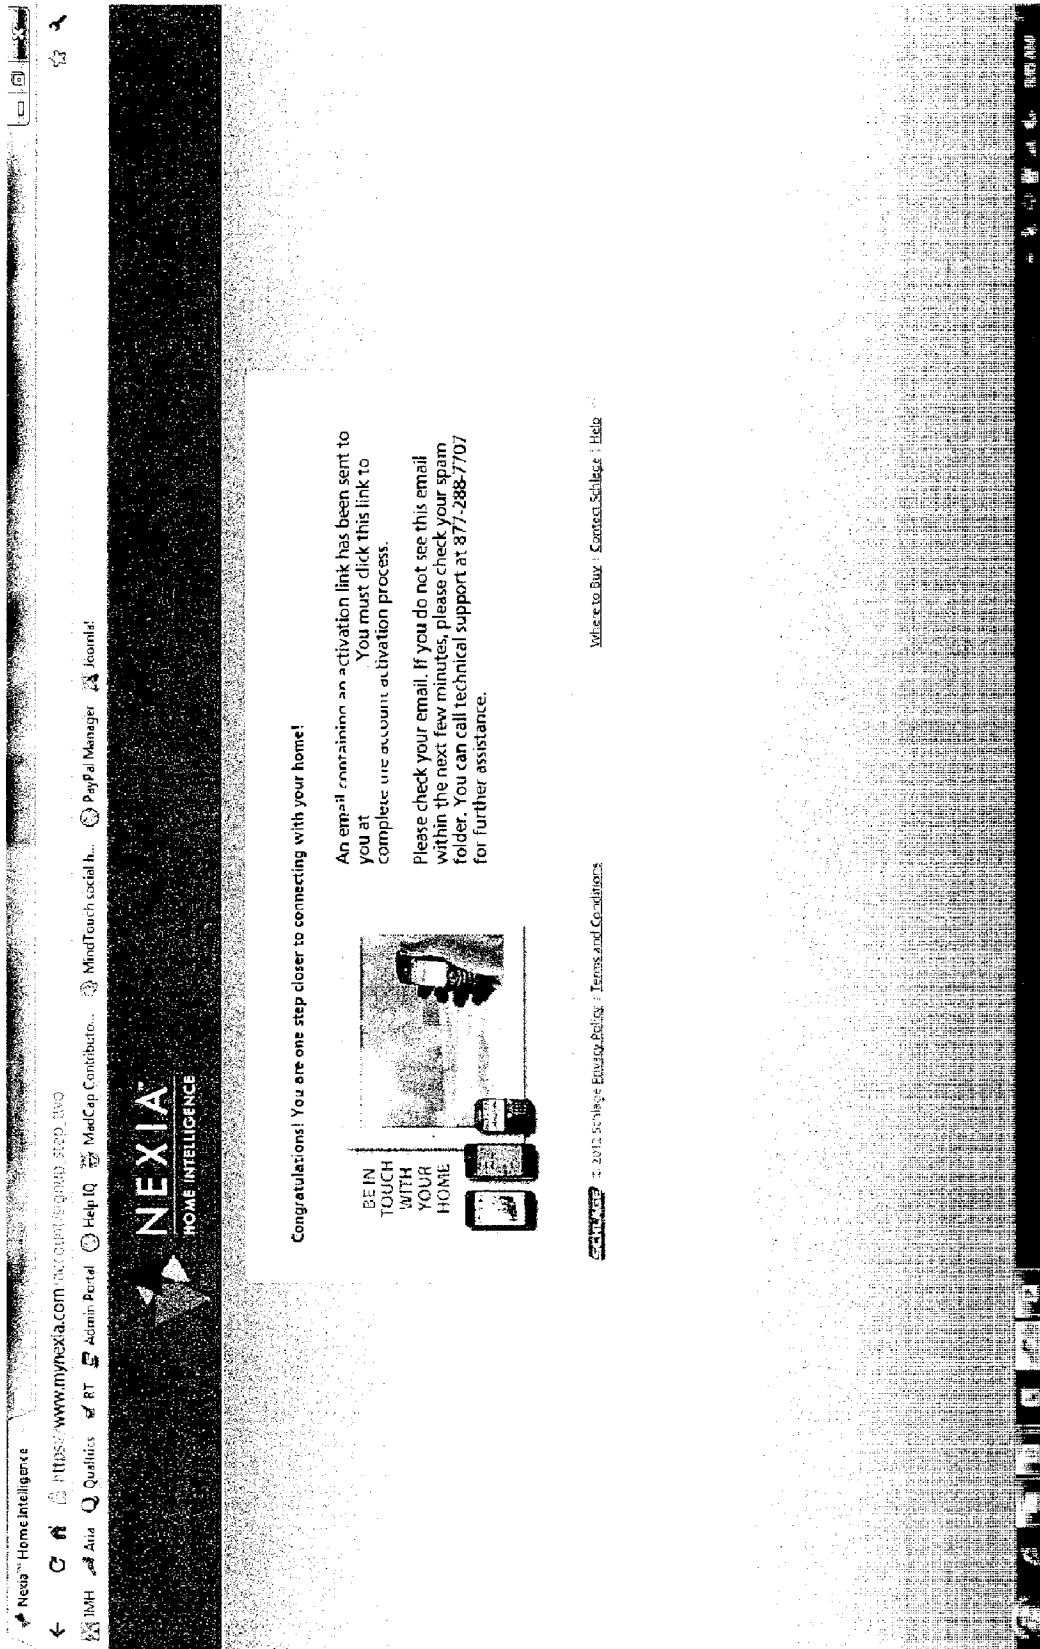 Nexia™ Home Intelligence
https://www.mynexia.com/account/signup_step_two
IMH Aria Qualtrics RT Admin Portal Help IQ MadCap Contributo... MindTouch social h... PayPal Manager Joomla!
NEXIA™
HOME INTELLIGENCE
Congratulations! You are one step closer to connecting with your home!
BE IN
TOUCH
WITH
YOUR
HOME
An email containing an activation link has been sent to
you at You must click this link to
complete the account activation process.
Please check your email. If you do not see this email
within the next few minutes, please check your spam
folder. You can call technical support at 877-288-7707
for further assistance.
SCHLAGE © 2012 Schlage Privacy Policy | Terms and Conditions Where to Buy | Contact Schlage | Help